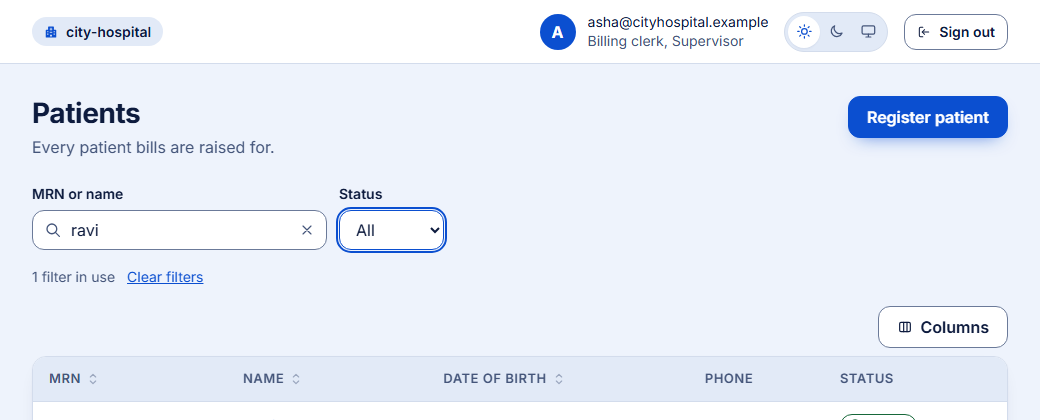 city-hospital
A
asha@cityhospital.example
Billing clerk, Supervisor
Sign out
Patients
Every patient bills are raised for.
Register patient
MRN or name
Status
ravi
All
1 filter in use Clear filters
Columns
MRN NAME DATE OF BIRTH PHONE STATUS